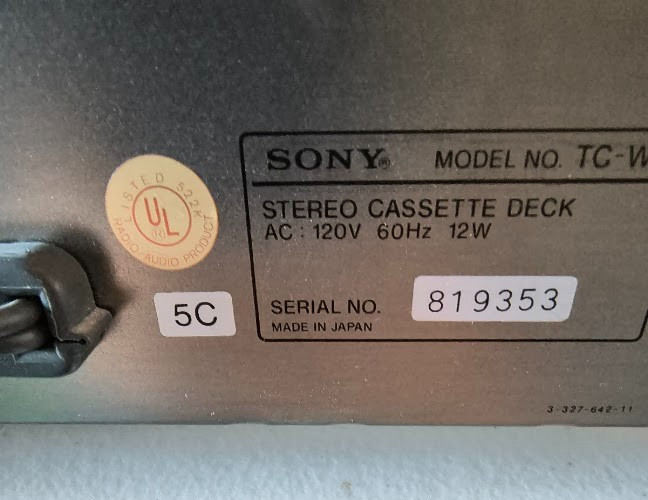 SONY® MODEL NO. TC-W
STEREO CASSETTE DECK
AC : 120V 60Hz 12W
SERIAL NO. 819353
MADE IN JAPAN
LISTED 522K
UL
RADIO-AUDIO PRODUCT
5C
3-327-642-11